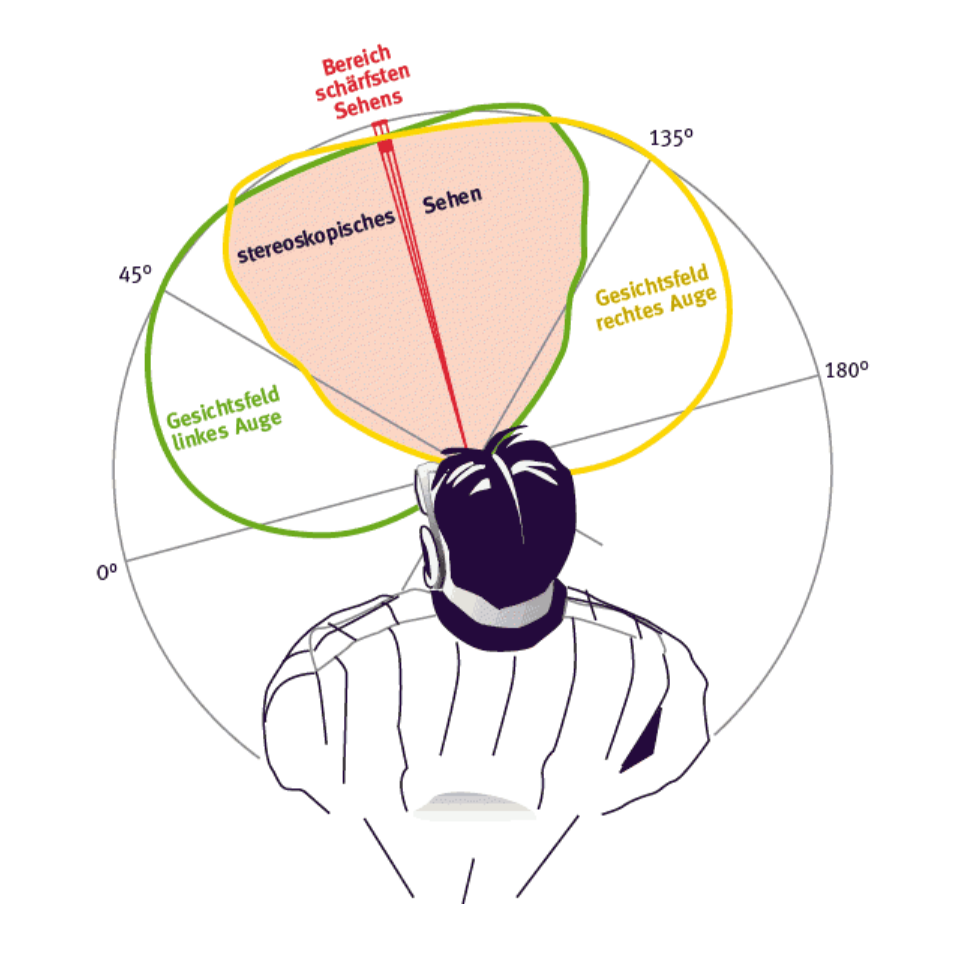 Bereich
schärfsten
Sehens
135º
stereoskopisches Sehen
45º
Gesichtsfeld
rechtes Auge
180º
Gesichtsfeld
linkes Auge
0º